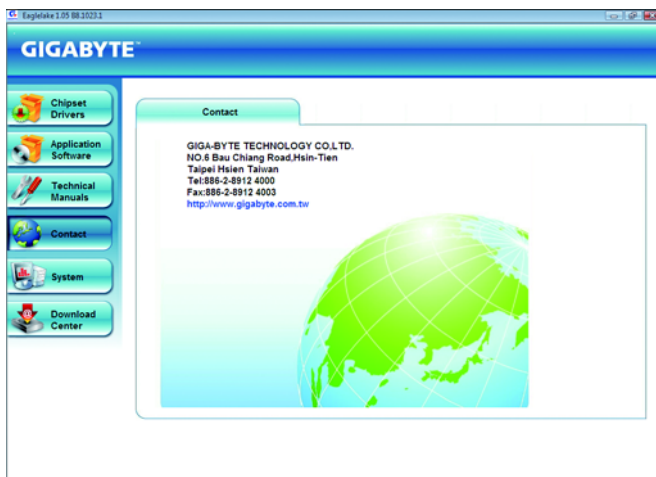 Eaglelake 1.05 B8.1023.1
GIGABYTE™
Chipset
Drivers
Application
Software
Technical
Manuals
Contact
System
Download
Center
Contact
GIGA-BYTE TECHNOLOGY CO,LTD.
NO.6 Bau Chiang Road,Hsin-Tien
Taipei Hsien Taiwan
Tel:886-2-8912 4000
Fax:886-2-8912 4003
http://www.gigabyte.com.tw